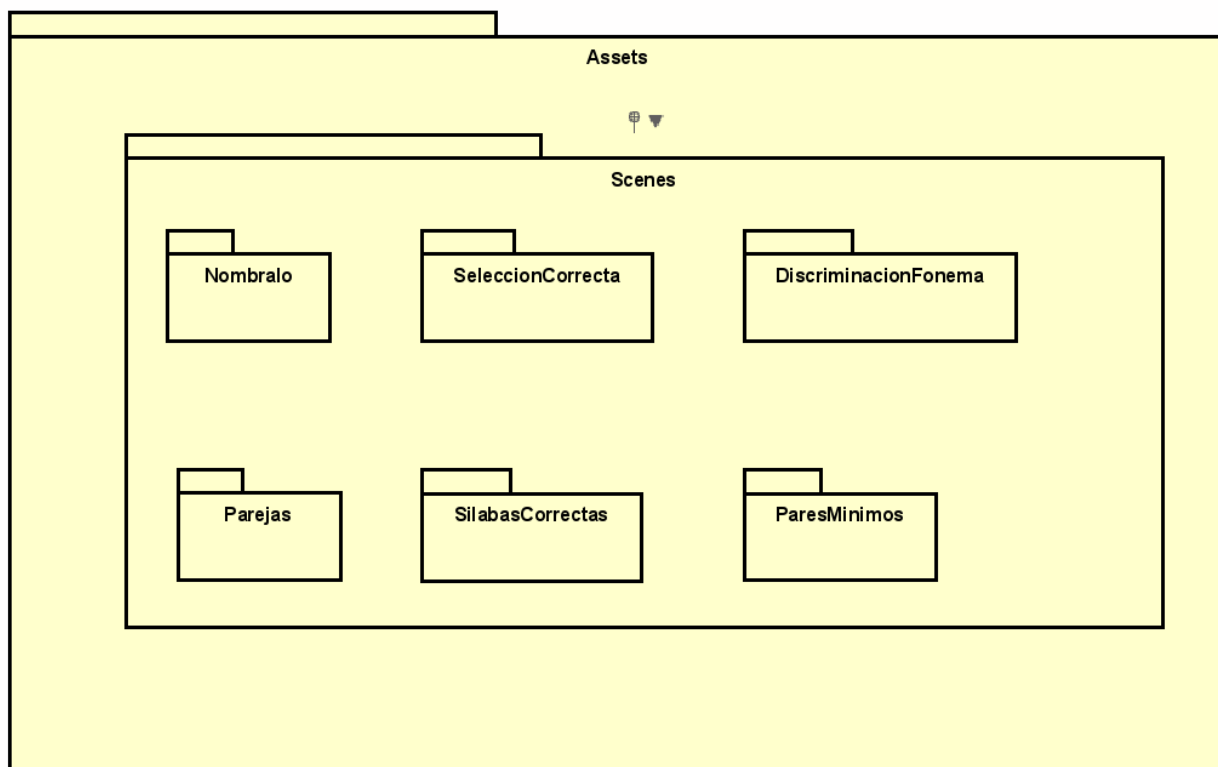 Assets
Scenes
Nombralo
SeleccionCorrecta
DiscriminacionFonema
Parejas
SilabasCorrectas
ParesMinimos